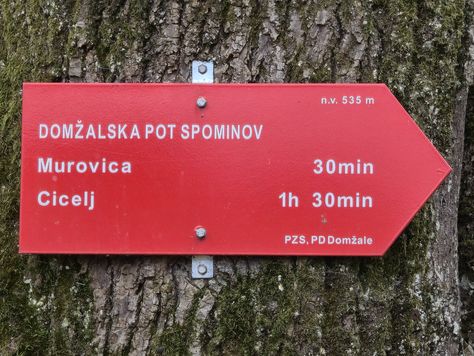 n.v. 535 m
DOMŽALSKA POT SPOMINOV
Murovica 30min
Cicelj 1h 30min
PZS, PD Domžale